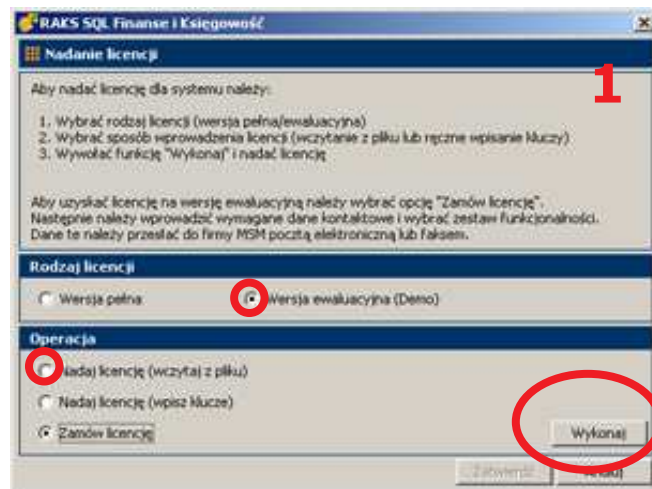 RAKS SQL Finanse i Księgowość
Nadanie licencji
1
Aby nadać licencję dla systemu należy:
1. Wybrać rodzaj licencji (wersja pełna/ewaluacyjna)
2. Wybrać sposób wprowadzenia licencji (wczytanie z pliku lub ręczne wpisanie kluczy)
3. Wywołać funkcję "Wykonaj" i nadać licencję
Aby uzyskać licencję na wersję ewaluacyjną należy wybrać opcję "Zamów licencję".
Następnie należy wprowadzić wymagane dane kontaktowe i wybrać zestaw funkcjonalności.
Dane te należy przesłać do firmy MSM pocztą elektroniczną lub faksem.
Rodzaj licencji
Wersja pełna Wersja ewaluacyjna (Demo)
Operacja
Nadaj licencję (wczytaj z pliku)
Nadaj licencję (wpisz klucze)
Zamów licencję Wykonaj
Zatwierdź Anuluj